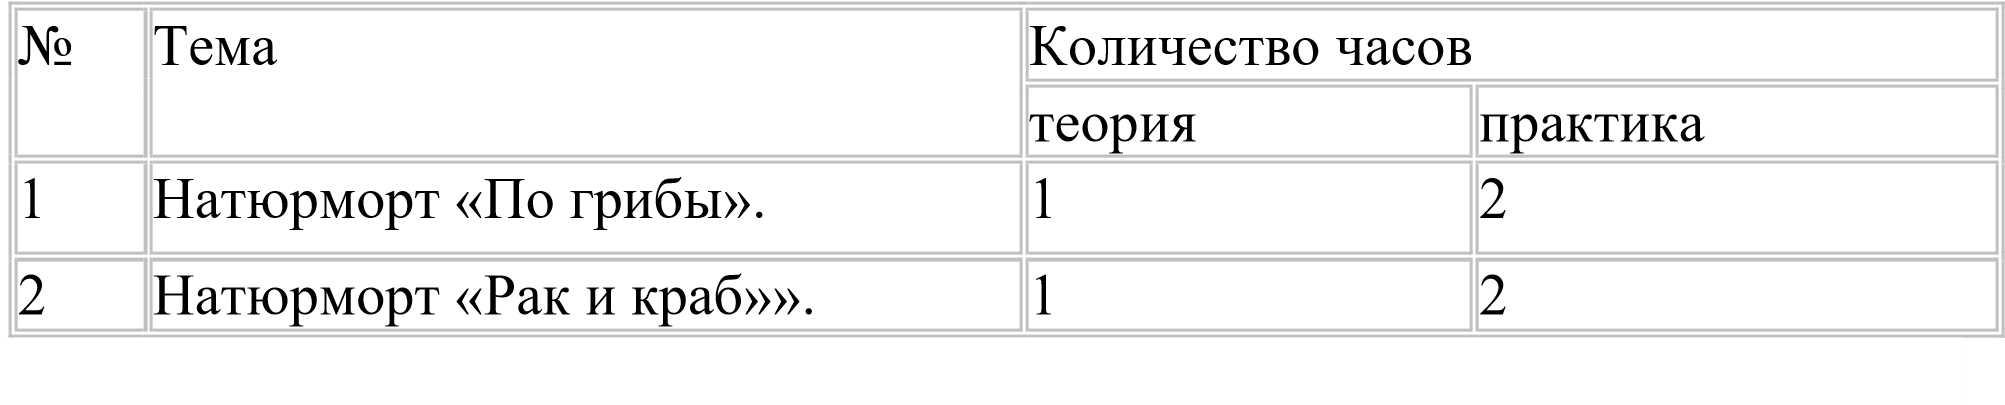 № Тема Количество часов
теория практика
1 Натюрморт «По грибы». 1 2
2 Натюрморт «Рак и краб»». 1 2